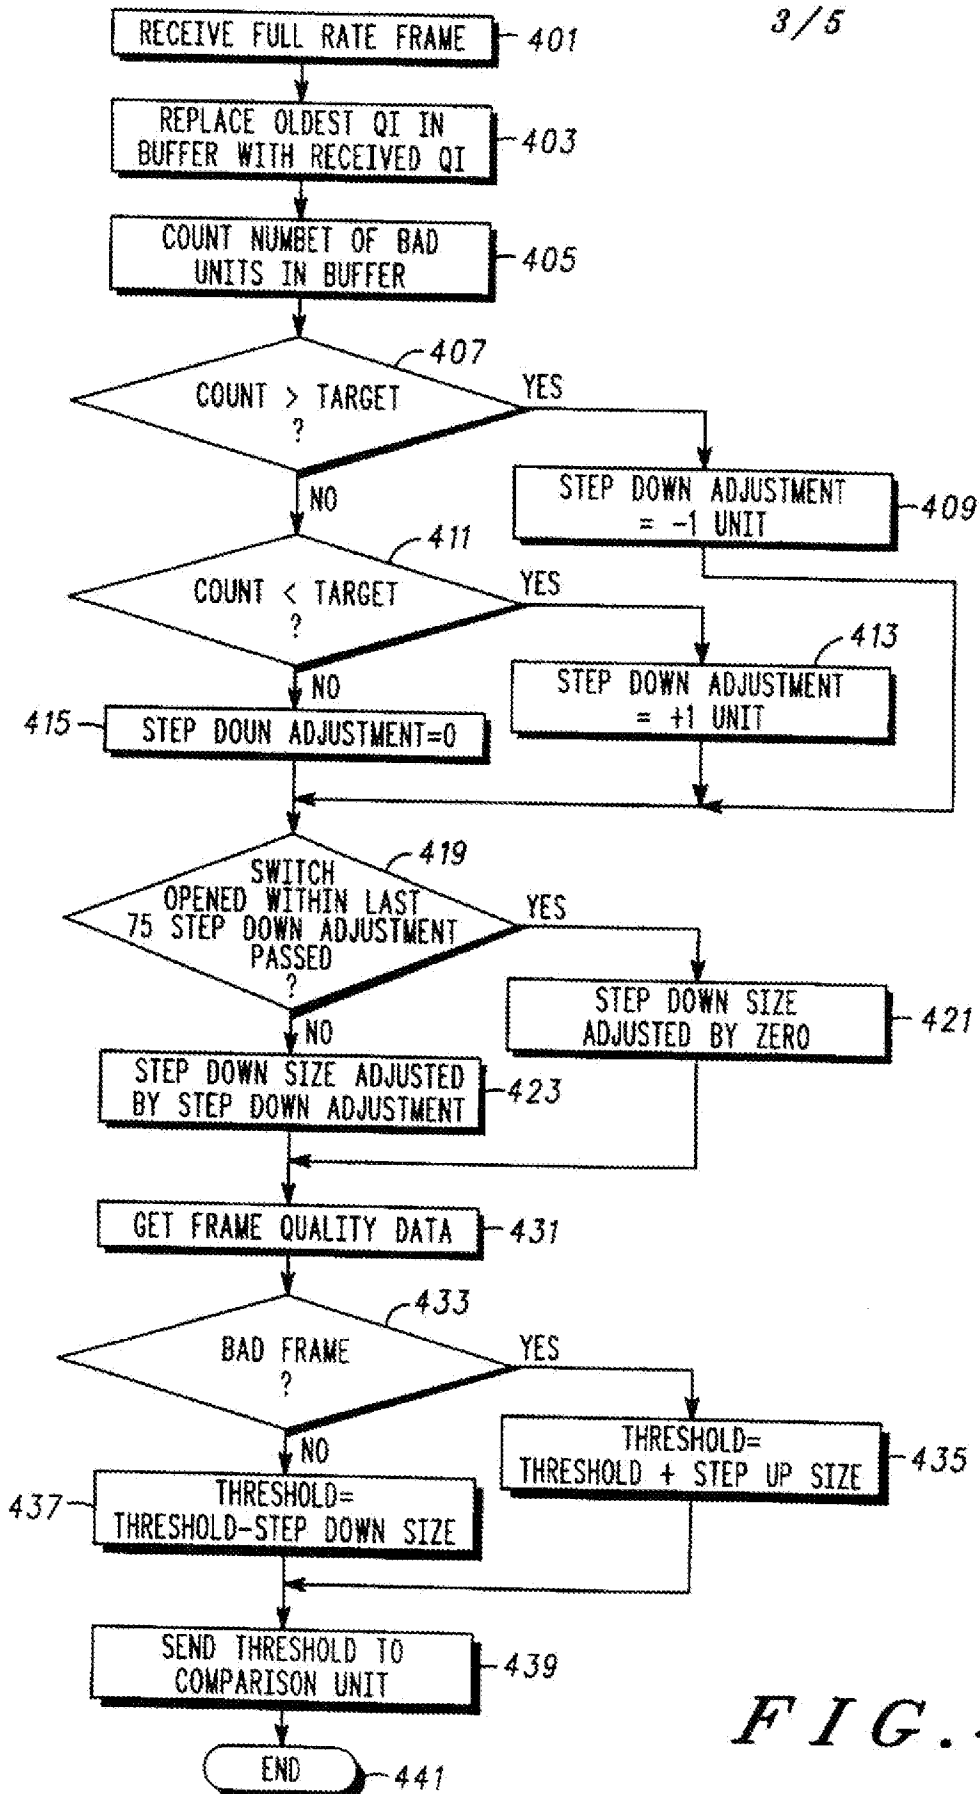 3/5
RECEIVE FULL RATE FRAME
401
REPLACE OLDEST QI IN
BUFFER WITH RECEIVED QI
403
COUNT NUMBET OF BAD
UNITS IN BUFFER
405
407
COUNT > TARGET
?
YES
NO
STEP DOWN ADJUSTMENT
= -1 UNIT
409
411
COUNT < TARGET
?
YES
NO
413
STEP DOWN ADJUSTMENT
= +1 UNIT
415
STEP DOUN ADJUSTMENT=0
419
SWITCH
OPENED WITHIN LAST
75 STEP DOWN ADJUSTMENT
PASSED
?
YES
NO
STEP DOWN SIZE
ADJUSTED BY ZERO
421
STEP DOWN SIZE ADJUSTED
BY STEP DOWN ADJUSTMENT
423
GET FRAME QUALITY DATA
431
433
BAD FRAME
?
YES
NO
THRESHOLD=
THRESHOLD + STEP UP SIZE
435
437
THRESHOLD=
THRESHOLD-STEP DOWN SIZE
SEND THRESHOLD TO
COMPARISON UNIT
439
END
441
FIG.